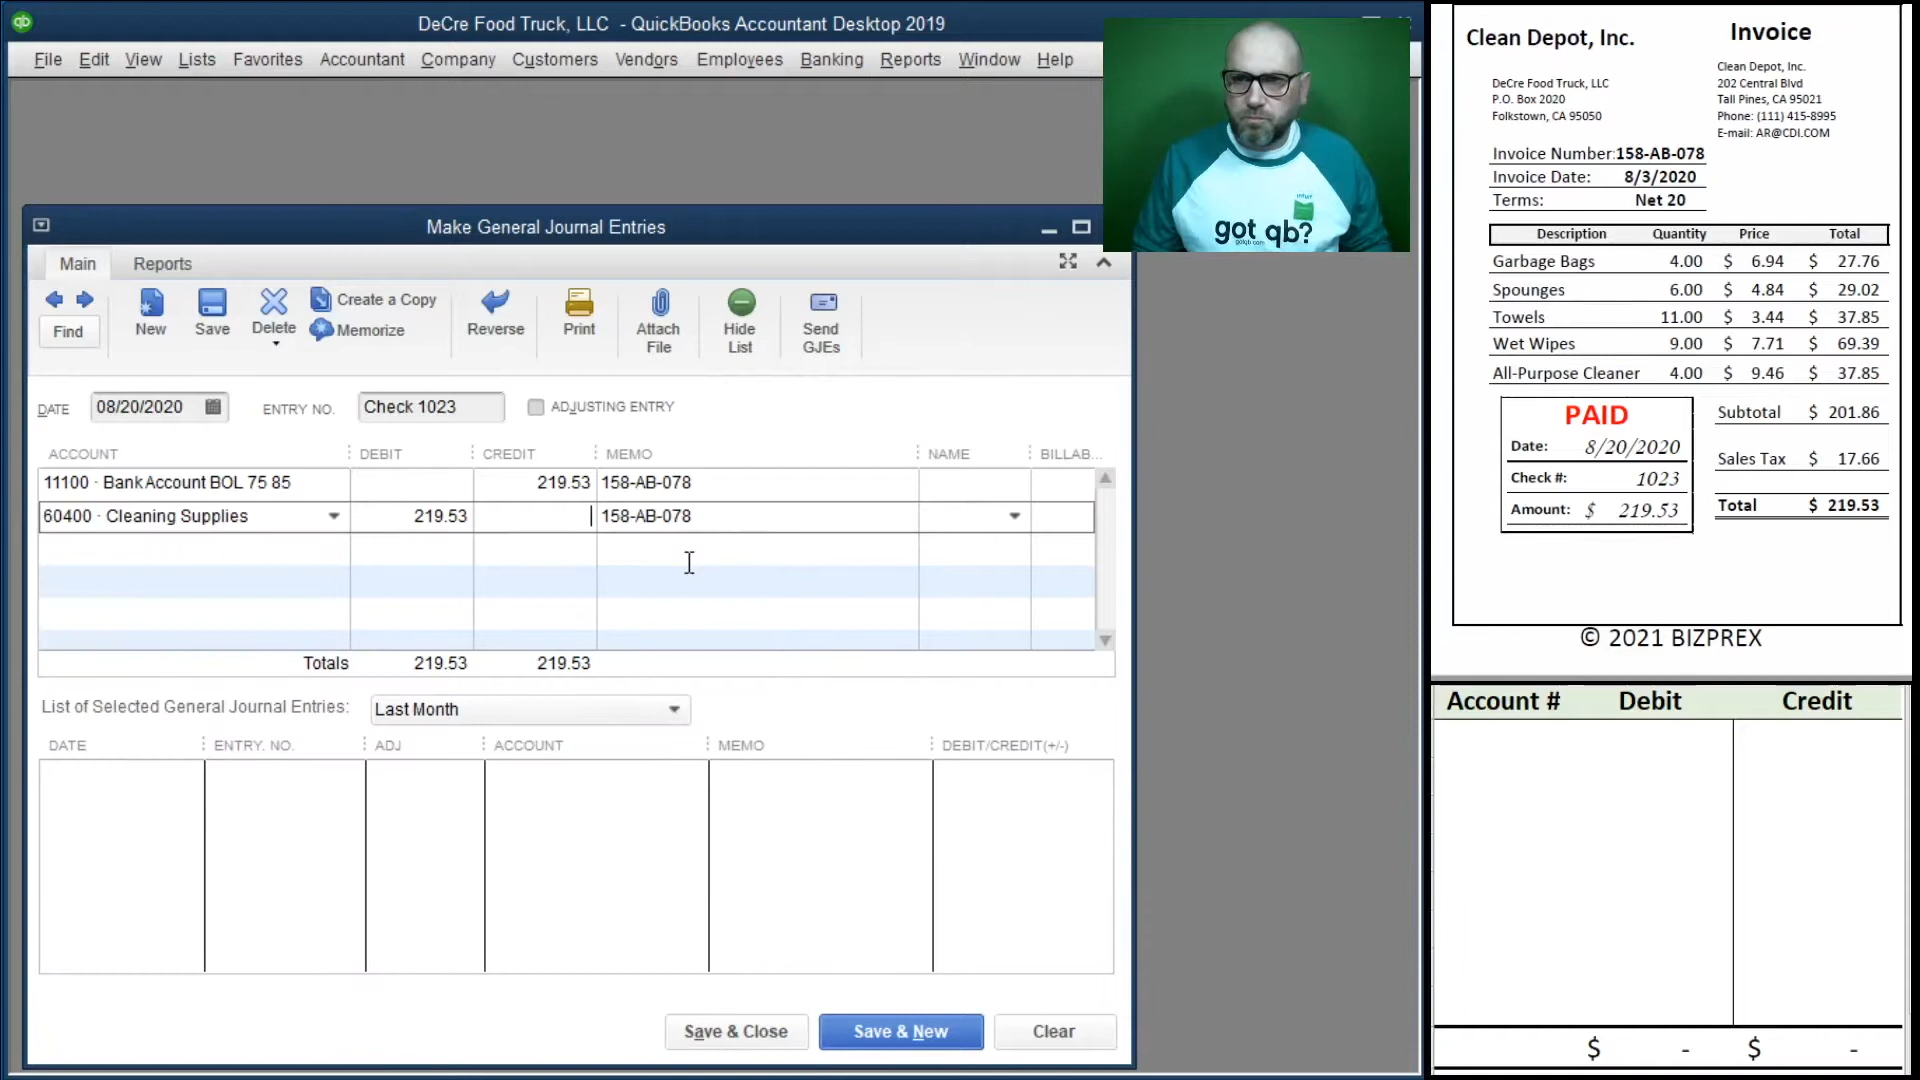 qb
DeCre Food Truck, LLC - QuickBooks Accountant Desktop 2019
File Edit View Lists Favorites Accountant Company Customers Vendors Employees Banking Reports Window Help
Make General Journal Entries
Main Reports
Find
New
Save
Delete
Create a Copy
Memorize
Reverse
Print
Attach File
Hide List
Send GJEs
DATE 08/20/2020 ENTRY NO. Check 1023 ADJUSTING ENTRY
ACCOUNT DEBIT CREDIT MEMO NAME BILLAB...
11100 · Bank Account BOL 75 85 219.53 158-AB-078
60400 · Cleaning Supplies 219.53 158-AB-078
Totals 219.53 219.53
List of Selected General Journal Entries: Last Month
DATE ENTRY. NO. ADJ ACCOUNT MEMO DEBIT/CREDIT(+/-)
Save & Close Save & New Clear
intuit
got qb?
gotqb.com
Clean Depot, Inc. Invoice
DeCre Food Truck, LLC
P.O. Box 2020
Folkstown, CA 95050
Clean Depot, Inc.
202 Central Blvd
Tall Pines, CA 95021
Phone: (111) 415-8995
E-mail: AR@CDI.COM
Invoice Number:158-AB-078
Invoice Date: 8/3/2020
Terms: Net 20
Description Quantity Price Total
Garbage Bags 4.00 $ 6.94 $ 27.76
Spounges 6.00 $ 4.84 $ 29.02
Towels 11.00 $ 3.44 $ 37.85
Wet Wipes 9.00 $ 7.71 $ 69.39
All-Purpose Cleaner 4.00 $ 9.46 $ 37.85
PAID
Date: 8/20/2020
Check #: 1023
Amount: $ 219.53
Subtotal $ 201.86
Sales Tax $ 17.66
Total $ 219.53
© 2021 BIZPREX
Account # Debit Credit
$ - $ -